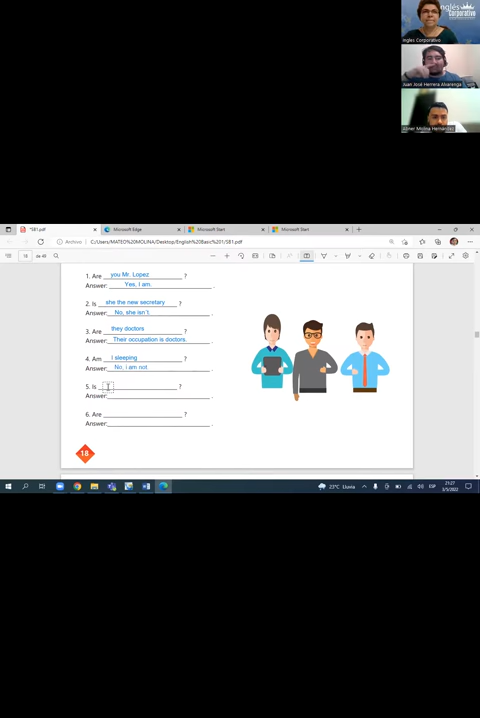 Inglés Corporativo
Inglés Corporativo
Juan José Herrera Alvarenga
Abner Molina Hernández
*SB1.pdf
Microsoft Edge
Microsoft Start
Microsoft Start
Archivo
C:/Users/MATEO%20MOLINA/Desktop/English%20Basic%201/SB1.pdf
18
de 48
1. Are you Mr. Lopez ?
Answer: Yes, I am. .
2. Is she the new secretary ?
Answer: No, she isn´t. .
3. Are they doctors ?
Answer: Their occupation is doctors. .
4. Am I sleeping ?
Answer: No, i am not .
5. Is ?
Answer: .
6. Are ?
Answer: .
18
23°C Lluvia
ESP
21:27
3/5/2022